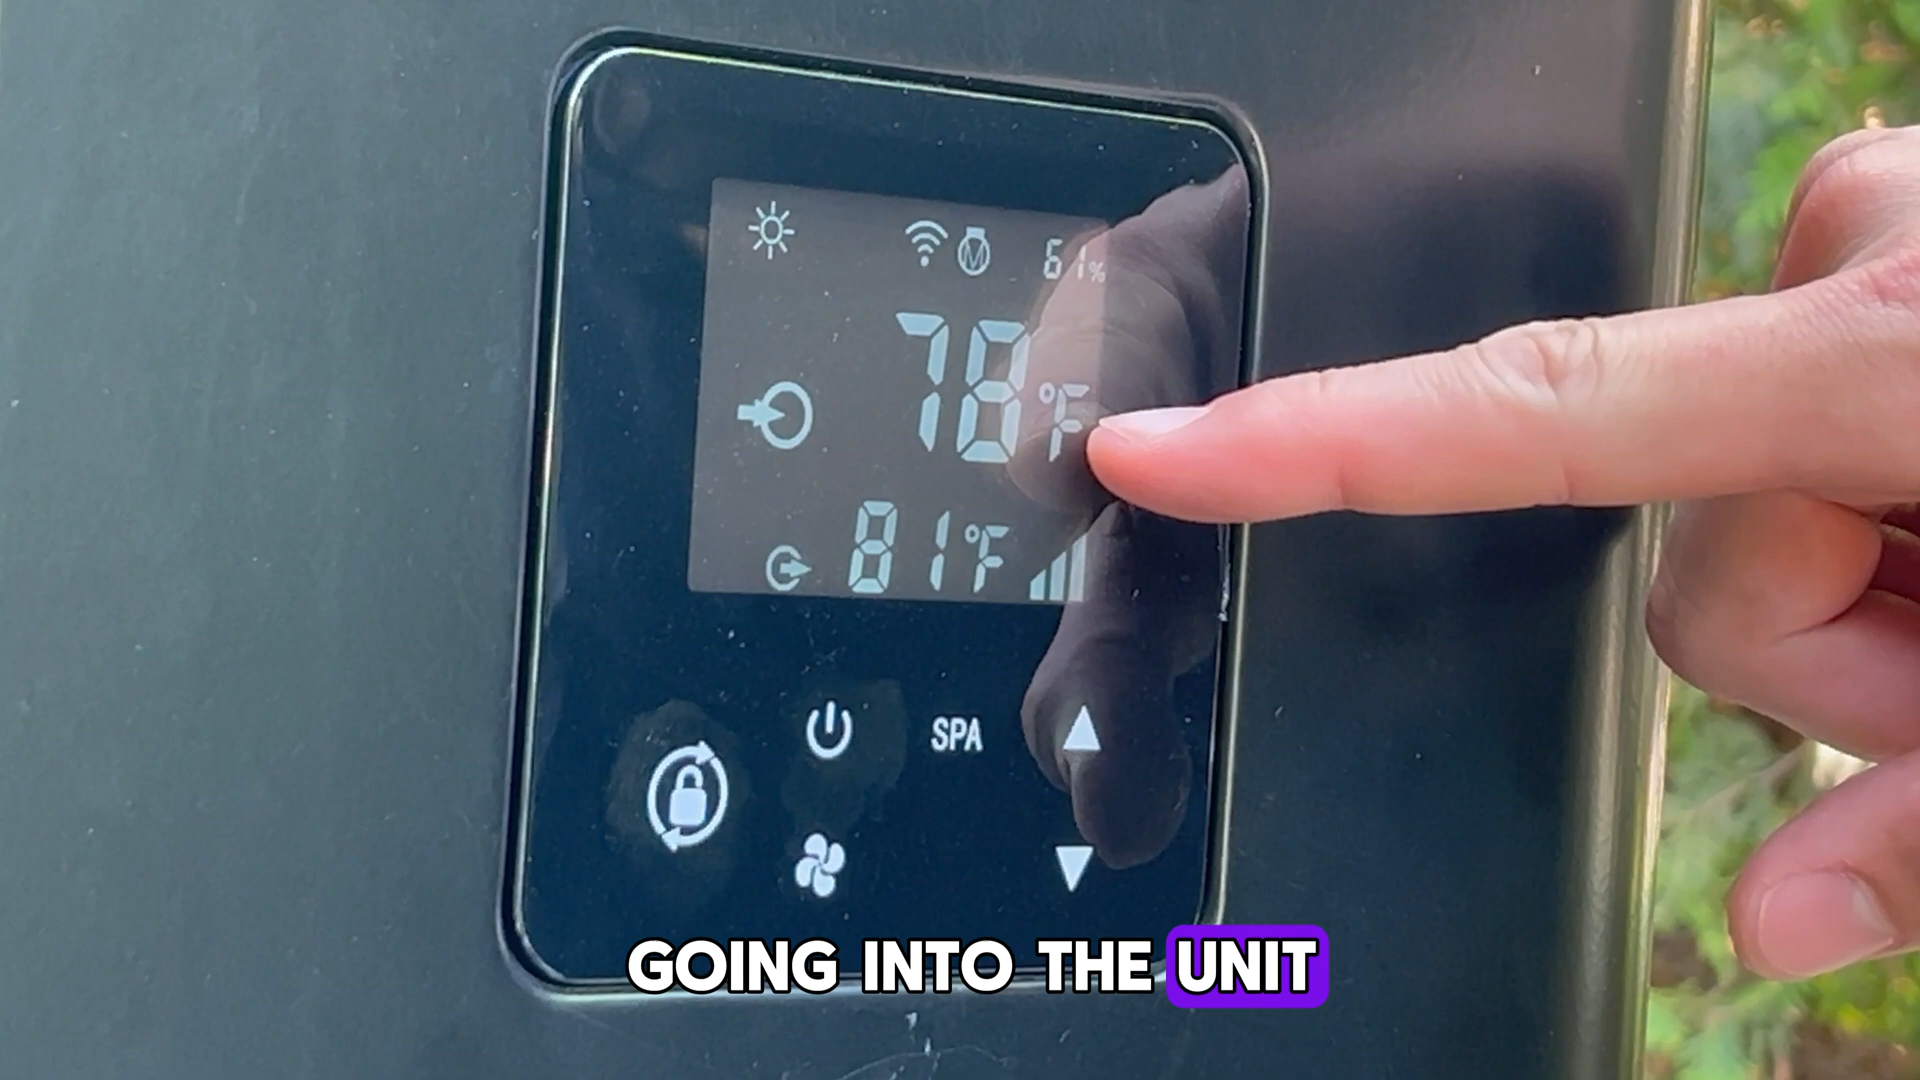 61%
78°F
81°F
SPA
GOING INTO THE UNIT